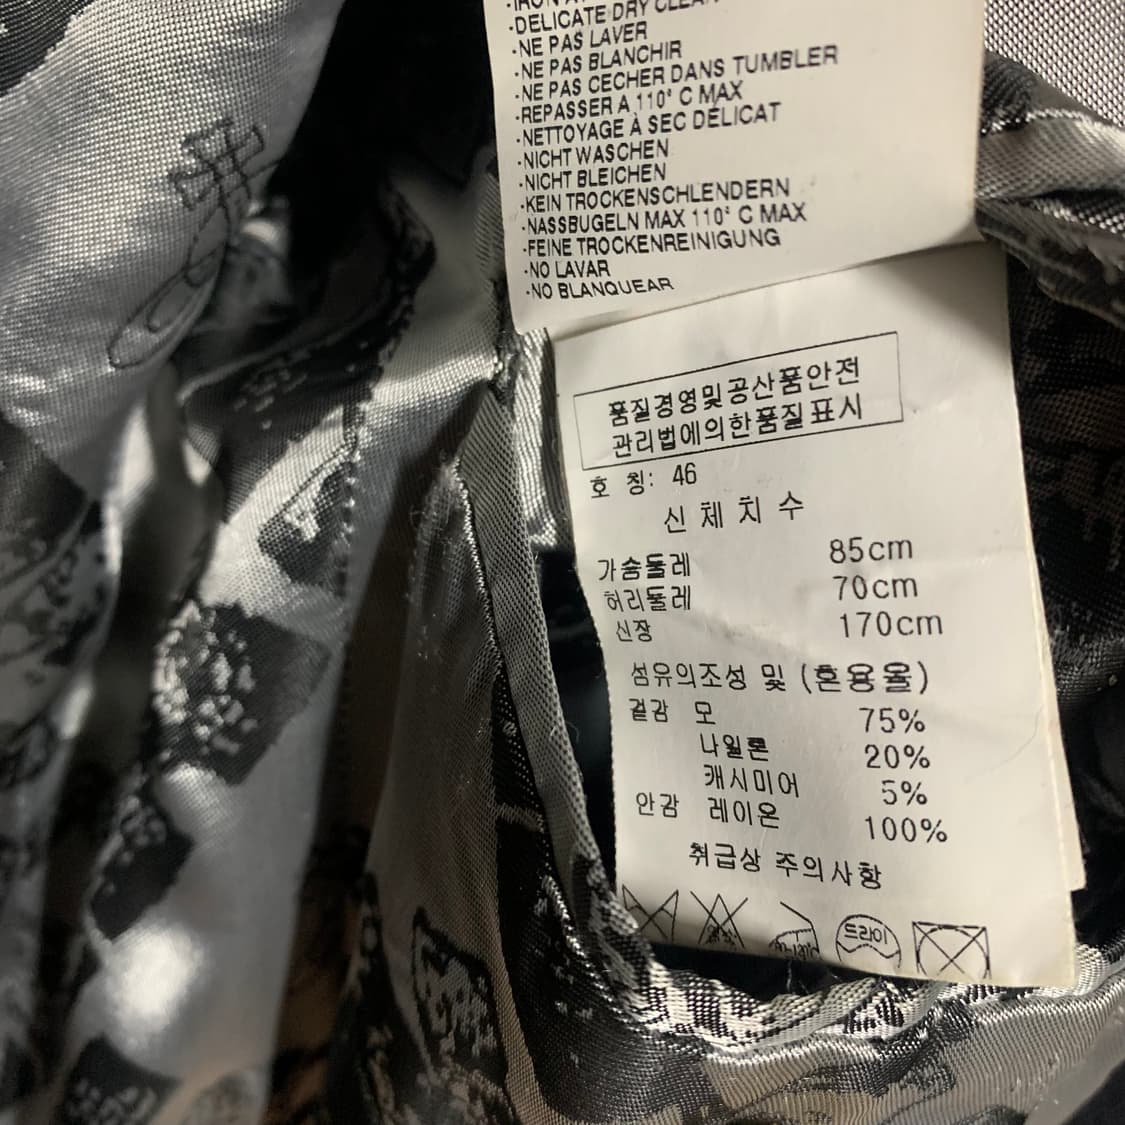 ·DELICATE DRY CLEAN
·NE PAS LAVER
·NE PAS BLANCHIR
·NE PAS CECHER DANS TUMBLER
·REPASSER A 110° C MAX
·NETTOYAGE À SEC DÉLICAT
·NICHT WASCHEN
·NICHT BLEICHEN
·KEIN TROCKENSCHLENDERN
·NASSBUGELN MAX 110° C MAX
·FEINE TROCKENREINIGUNG
·NO LAVAR
·NO BLANQUEAR
품질경영및공산품안전
관리법에의한품질표시
호 칭: 46
신 체 치 수
가슴둘레 85cm
허리둘레 70cm
신장 170cm
섬유의조성 및 (혼용율)
겉감 모 75%
나일론 20%
캐시미어 5%
안감 레이온 100%
취급상 주의사항
드라이